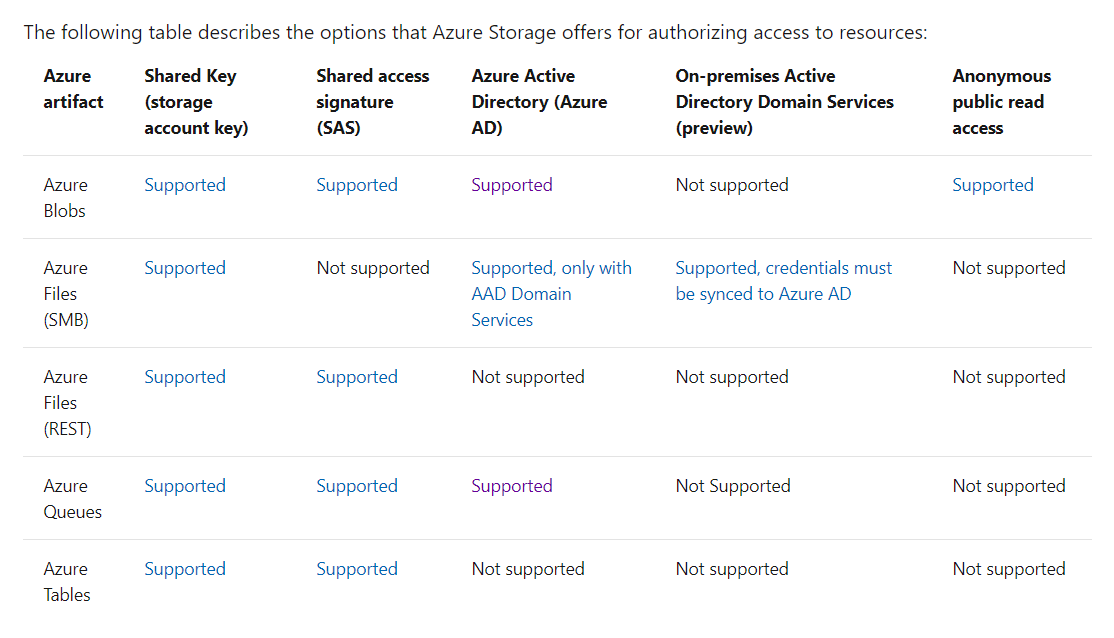 The following table describes the options that Azure Storage offers for authorizing access to resources:
Azure artifact | Shared Key (storage account key) | Shared access signature (SAS) | Azure Active Directory (Azure AD) | On-premises Active Directory Domain Services (preview) | Anonymous public read access
Azure Blobs | Supported | Supported | Supported | Not supported | Supported
Azure Files (SMB) | Supported | Not supported | Supported, only with AAD Domain Services | Supported, credentials must be synced to Azure AD | Not supported
Azure Files (REST) | Supported | Supported | Not supported | Not supported | Not supported
Azure Queues | Supported | Supported | Supported | Not Supported | Not supported
Azure Tables | Supported | Supported | Not supported | Not supported | Not supported